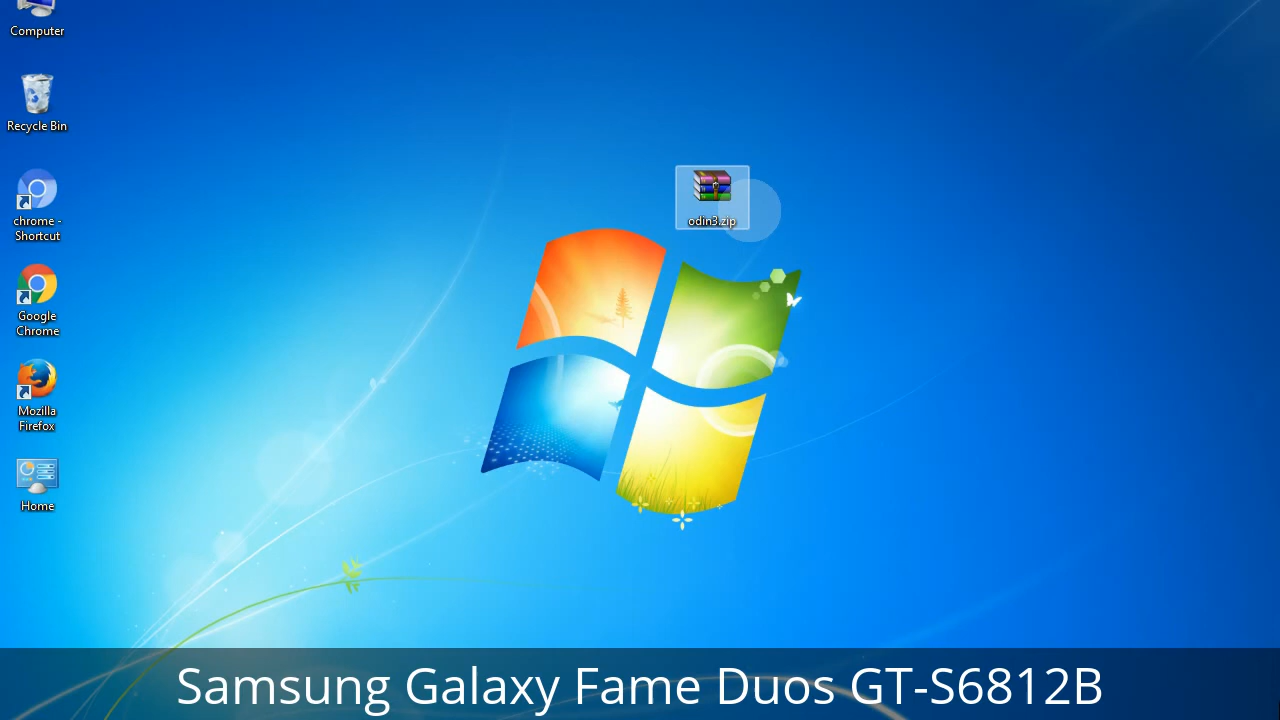 Computer
Recycle Bin
chrome -
Shortcut
Google
Chrome
Mozilla
Firefox
Home
odin3.zip
Samsung Galaxy Fame Duos GT-S6812B